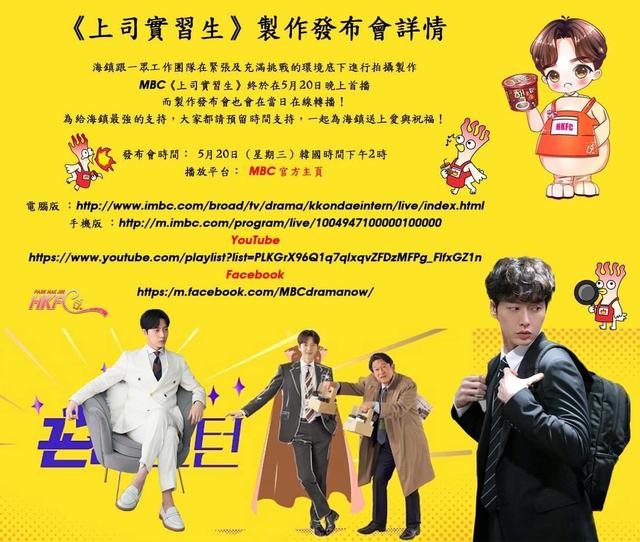 《上司實習生》製作發布會詳情
海鎮跟一眾工作團隊在緊張及充滿挑戰的環境底下進行拍攝製作
MBC《上司實習生》終於在5月20日晚上首播
而製作發布會也會在當日在線轉播！
為給海鎮最強的支持，大家都請預留時間支持，一起為海鎮送上愛與祝福！
HKFC
發布會時間： 5月20日（星期三）韓國時間下午2時
播放平台： MBC 官方主頁
電腦版 ：http://www.imbc.com/broad/tv/drama/kkondaeintern/live/index.html
手機版 ：http://m.imbc.com/program/live/1004947100000100000
YouTube
https://www.youtube.com/playlist?list=PLKGrX96Q1q7qlxqvZFDzMFPg_FlfxGZ1n
Facebook
https:/m.facebook.com/MBCdramanow/
PARK HAE JIN
HKFC
턴